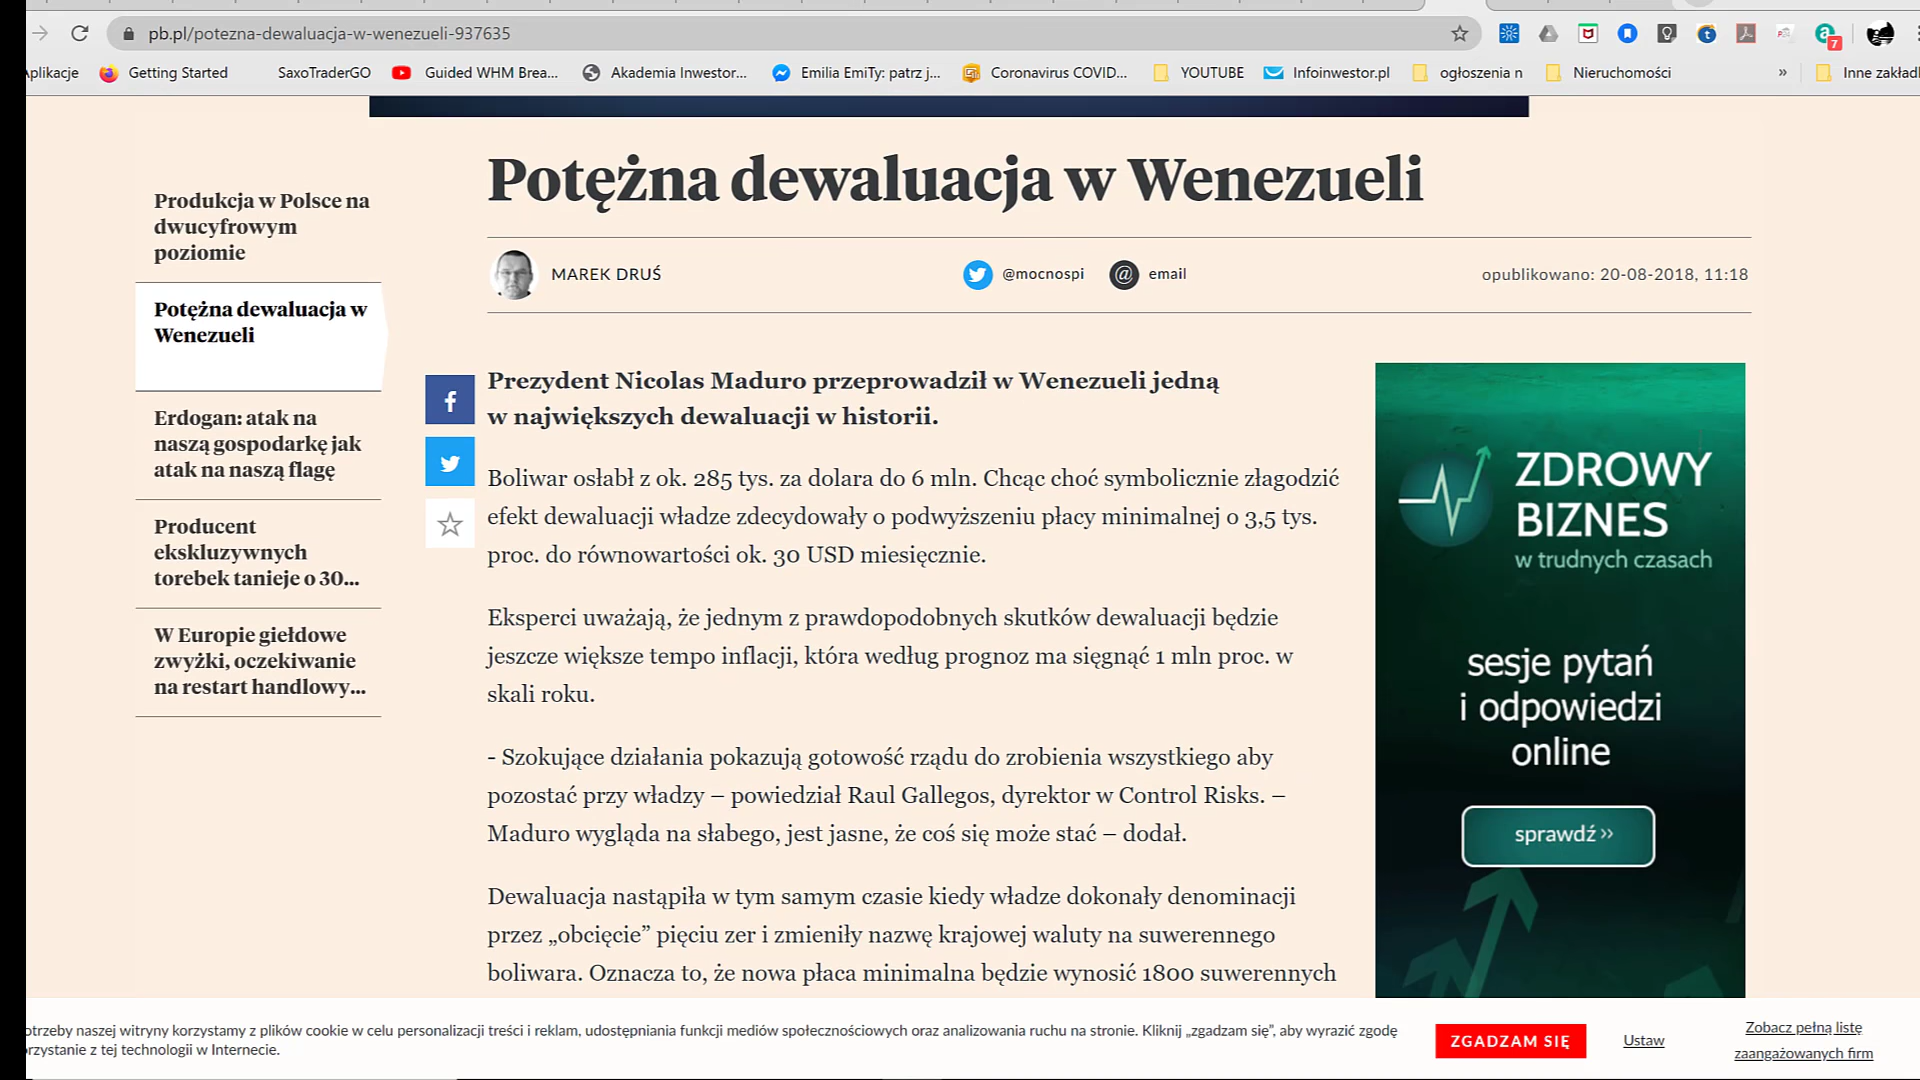 pb.pl/potezna-dewaluacja-w-wenezueli-937635
7
plikacje
Getting Started
SaxoTraderGO
Guided WHM Brea...
Akademia Inwestor...
Emilia EmiTy: patrz j...
Coronavirus COVID...
YOUTUBE
Infoinwestor.pl
ogłoszenia n
Nieruchomości
»
Inne zakład
Potężna dewaluacja w Wenezueli
MAREK DRUŚ
@mocnospi
email
opublikowano: 20-08-2018, 11:18
Produkcja w Polsce na
dwucyfrowym
poziomie
Potężna dewaluacja w
Wenezueli
Erdogan: atak na
naszą gospodarkę jak
atak na naszą flagę
Producent
ekskluzywnych
torebek tanieje o 30...
W Europie giełdowe
zwyżki, oczekiwanie
na restart handlowy...
Prezydent Nicolas Maduro przeprowadził w Wenezueli jedną
w największych dewaluacji w historii.
Boliwar osłabł z ok. 285 tys. za dolara do 6 mln. Chcąc choć symbolicznie złagodzić
efekt dewaluacji władze zdecydowały o podwyższeniu płacy minimalnej o 3,5 tys.
proc. do równowartości ok. 30 USD miesięcznie.
Eksperci uważają, że jednym z prawdopodobnych skutków dewaluacji będzie
jeszcze większe tempo inflacji, która według prognoz ma sięgnąć 1 mln proc. w
skali roku.
- Szokujące działania pokazują gotowość rządu do zrobienia wszystkiego aby
pozostać przy władzy – powiedział Raul Gallegos, dyrektor w Control Risks. –
Maduro wygląda na słabego, jest jasne, że coś się może stać – dodał.
Dewaluacja nastąpiła w tym samym czasie kiedy władze dokonały denominacji
przez „obcięcie” pięciu zer i zmieniły nazwę krajowej waluty na suwerennego
boliwara. Oznacza to, że nowa płaca minimalna będzie wynosić 1800 suwerennych
ZDROWY
BIZNES
w trudnych czasach
sesje pytań
i odpowiedzi
online
sprawdź ››
otrzeby naszej witryny korzystamy z plików cookie w celu personalizacji treści i reklam, udostępniania funkcji mediów społecznościowych oraz analizowania ruchu na stronie. Kliknij „zgadzam się”, aby wyrazić zgodę
rzystanie z tej technologii w Internecie.
ZGADZAM SIĘ
Ustaw
Zobacz pełną listę
zaangażowanych firm